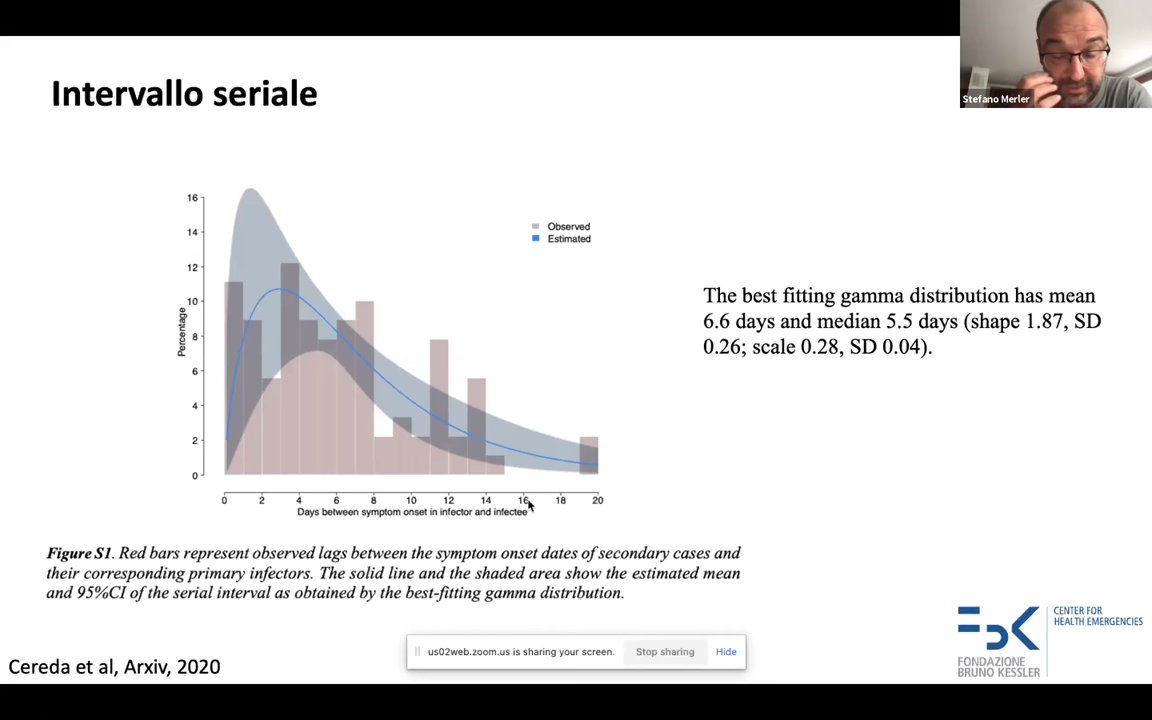 Intervallo seriale
Stefano Merler
16
14
12
10
8
6
4
2
0
Percentage
Observed
Estimated
0 2 4 6 8 10 12 14 16 18 20
Days between symptom onset in infector and infectee
The best fitting gamma distribution has mean
6.6 days and median 5.5 days (shape 1.87, SD
0.26; scale 0.28, SD 0.04).
Figure S1. Red bars represent observed lags between the symptom onset dates of secondary cases and
their corresponding primary infectors. The solid line and the shaded area show the estimated mean
and 95%CI of the serial interval as obtained by the best-fitting gamma distribution.
us02web.zoom.us is sharing your screen. Stop sharing Hide
Cereda et al, Arxiv, 2020
FBK
CENTER FOR
HEALTH EMERGENCIES
FONDAZIONE
BRUNO KESSLER